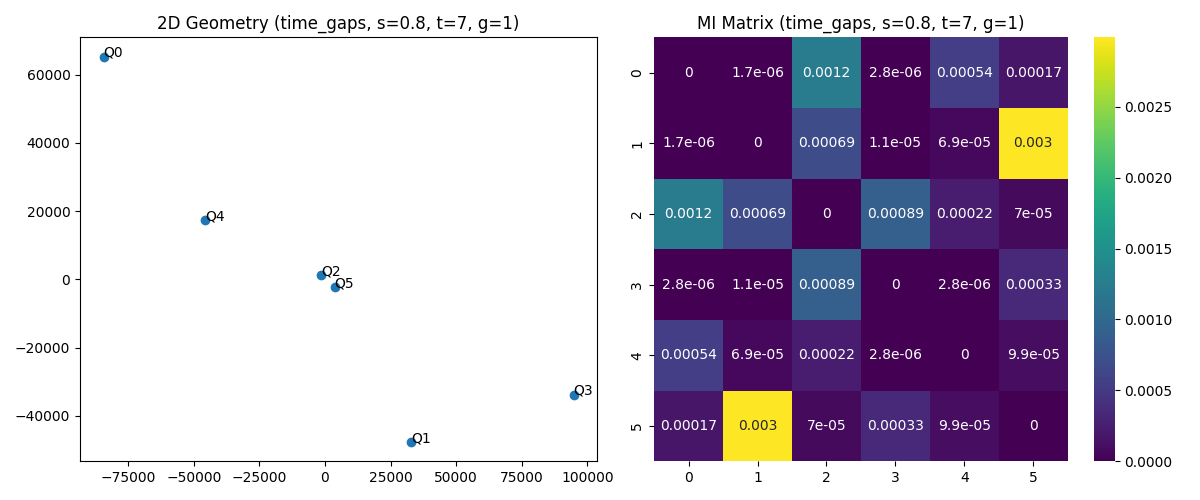 2D Geometry (time_gaps, s=0.8, t=7, g=1)
60000
40000
20000
0
−20000
−40000
−75000 −50000 −25000 0 25000 50000 75000 100000
Q0
Q4
Q2
Q5
Q3
Q1
MI Matrix (time_gaps, s=0.8, t=7, g=1)
0 0 1.7e-06 0.0012 2.8e-06 0.00054 0.00017
1 1.7e-06 0 0.00069 1.1e-05 6.9e-05 0.003
2 0.0012 0.00069 0 0.00089 0.00022 7e-05
3 2.8e-06 1.1e-05 0.00089 0 2.8e-06 0.00033
4 0.00054 6.9e-05 0.00022 2.8e-06 0 9.9e-05
5 0.00017 0.003 7e-05 0.00033 9.9e-05 0
0 1 2 3 4 5
0.0025
0.0020
0.0015
0.0010
0.0005
0.0000